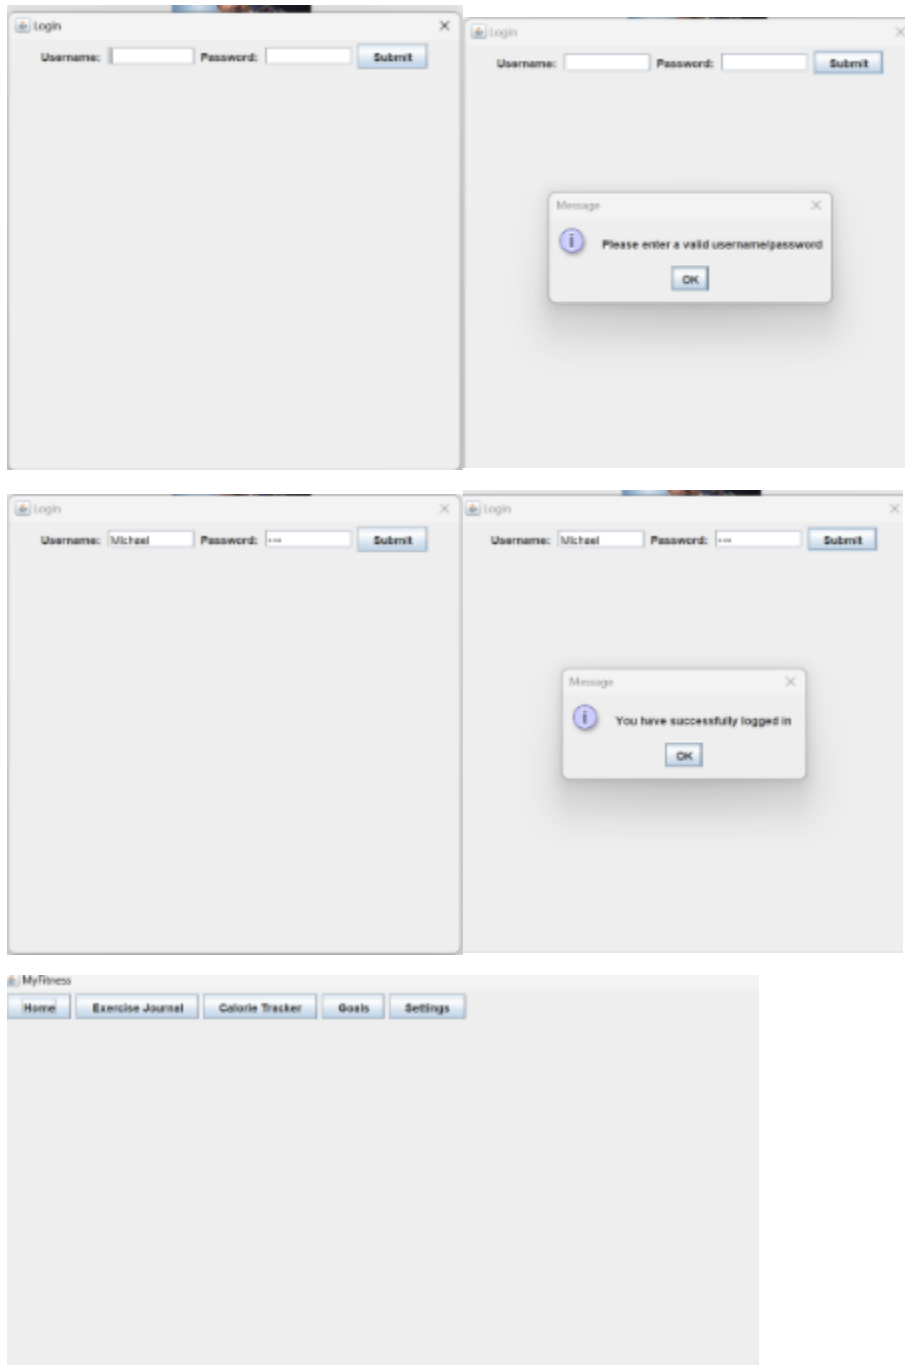 Login
Username: Password: Submit
Login
Username: Password: Submit
Message
Please enter a valid username/password
OK
Login
Username: Michael Password: Submit
Login
Username: Michael Password: Submit
Message
You have successfully logged in
OK
MyFitness
Home Exercise Journal Calorie Tracker Goals Settings